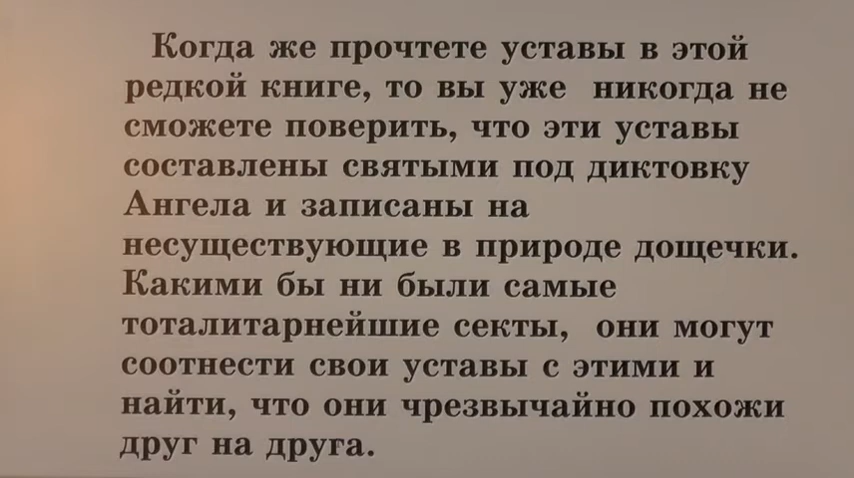 Когда же прочтете уставы в этой
редкой книге, то вы уже никогда не
сможете поверить, что эти уставы
составлены святыми под диктовку
Ангела и записаны на
несуществующие в природе дощечки.
Какими бы ни были самые
тоталитарнейшие секты, они могут
соотнести свои уставы с этими и
найти, что они чрезвычайно похожи
друг на друга.